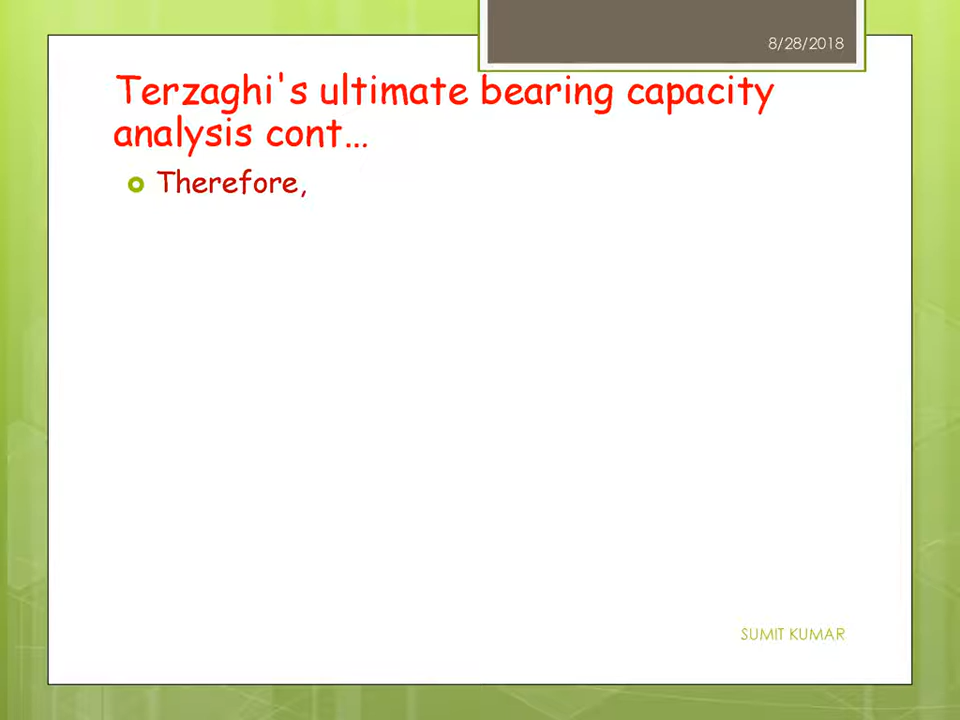 8/28/2018
Terzaghi's ultimate bearing capacity
analysis cont...
Therefore,
SUMIT KUMAR